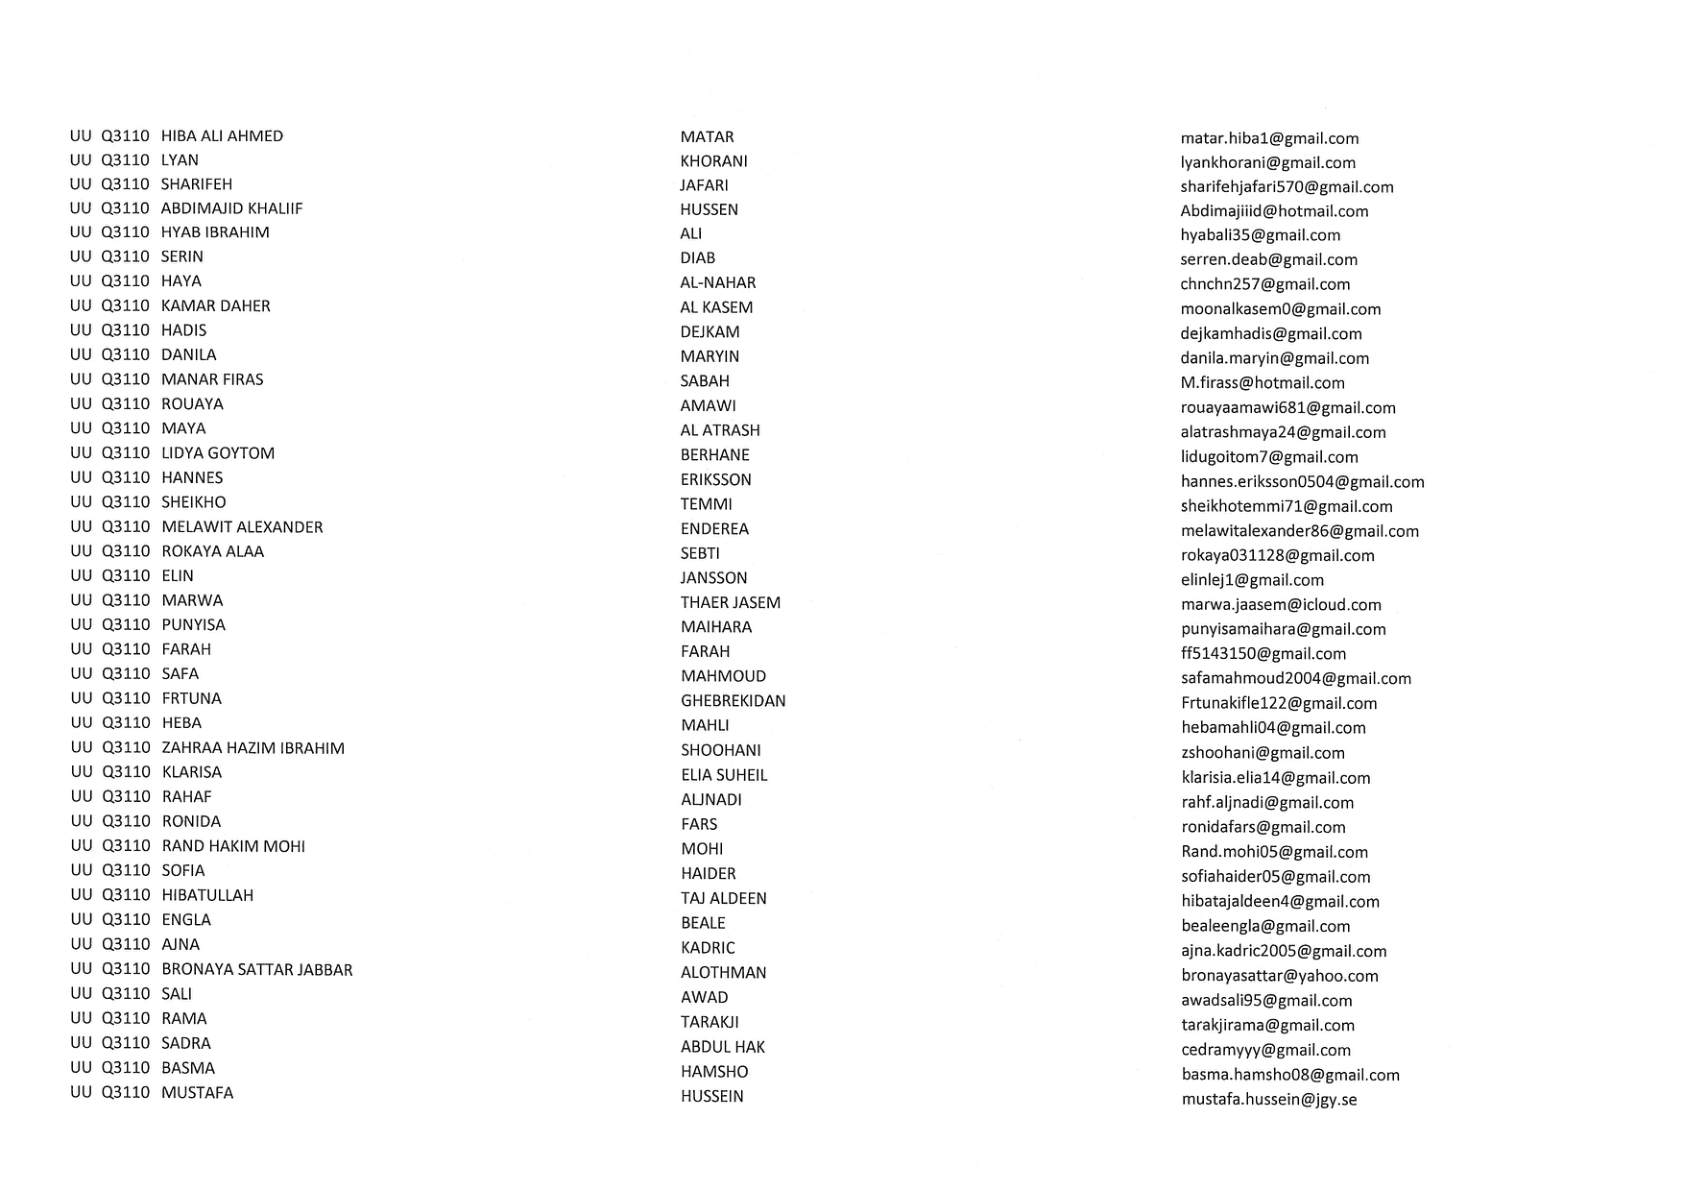 UU Q3110 HIBA ALI AHMED MATAR matar.hiba1@gmail.com
UU Q3110 LYAN KHORANI lyankhorani@gmail.com
UU Q3110 SHARIFEH JAFARI sharifehjafari570@gmail.com
UU Q3110 ABDIMAJID KHALIIF HUSSEN Abdimajiiid@hotmail.com
UU Q3110 HYAB IBRAHIM ALI hyabali35@gmail.com
UU Q3110 SERIN DIAB serren.deab@gmail.com
UU Q3110 HAYA AL-NAHAR chnchn257@gmail.com
UU Q3110 KAMAR DAHER AL KASEM moonalkasem0@gmail.com
UU Q3110 HADIS DEJKAM dejkamhadis@gmail.com
UU Q3110 DANILA MARYIN danila.maryin@gmail.com
UU Q3110 MANAR FIRAS SABAH M.firass@hotmail.com
UU Q3110 ROUAYA AMAWI rouayaamawi681@gmail.com
UU Q3110 MAYA AL ATRASH alatrashmaya24@gmail.com
UU Q3110 LIDYA GOYTOM BERHANE lidugoitom7@gmail.com
UU Q3110 HANNES ERIKSSON hannes.eriksson0504@gmail.com
UU Q3110 SHEIKHO TEMMI sheikhotemmi71@gmail.com
UU Q3110 MELAWIT ALEXANDER ENDEREA melawitalexander86@gmail.com
UU Q3110 ROKAYA ALAA SEBTI rokaya031128@gmail.com
UU Q3110 ELIN JANSSON elinlej1@gmail.com
UU Q3110 MARWA THAER JASEM marwa.jaasem@icloud.com
UU Q3110 PUNYISA MAIHARA punyisamaihara@gmail.com
UU Q3110 FARAH FARAH ff5143150@gmail.com
UU Q3110 SAFA MAHMOUD safamahmoud2004@gmail.com
UU Q3110 FRTUNA GHEBREKIDAN Frtunakifle122@gmail.com
UU Q3110 HEBA MAHLI hebamahli04@gmail.com
UU Q3110 ZAHRAA HAZIM IBRAHIM SHOOHANI zshoohani@gmail.com
UU Q3110 KLARISA ELIA SUHEIL klarisia.elia14@gmail.com
UU Q3110 RAHAF ALJNADI rahf.aljnadi@gmail.com
UU Q3110 RONIDA FARS ronidafars@gmail.com
UU Q3110 RAND HAKIM MOHI MOHI Rand.mohi05@gmail.com
UU Q3110 SOFIA HAIDER sofiahaider05@gmail.com
UU Q3110 HIBATULLAH TAJ ALDEEN hibatajaldeen4@gmail.com
UU Q3110 ENGLA BEALE bealeengla@gmail.com
UU Q3110 AJNA KADRIC ajna.kadric2005@gmail.com
UU Q3110 BRONAYA SATTAR JABBAR ALOTHMAN bronayasattar@yahoo.com
UU Q3110 SALI AWAD awadsali95@gmail.com
UU Q3110 RAMA TARAKJI tarakjirama@gmail.com
UU Q3110 SADRA ABDUL HAK cedramyyy@gmail.com
UU Q3110 BASMA HAMSHO basma.hamsho08@gmail.com
UU Q3110 MUSTAFA HUSSEIN mustafa.hussein@jgy.se